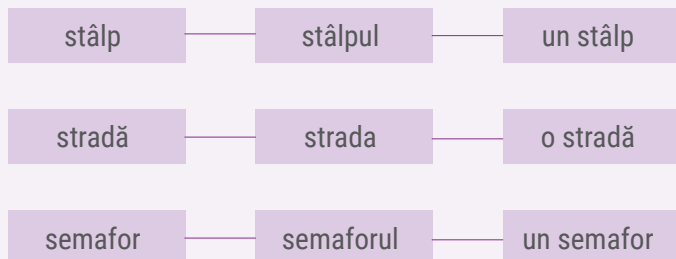 stâlp stâlpul un stâlp
stradă strada o stradă
semafor semaforul un semafor